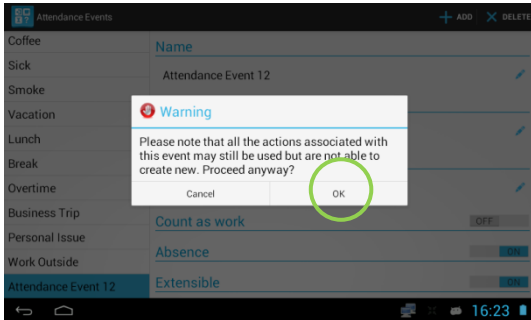 Attendance Events
ADD
DELETE
Coffee
Sick
Smoke
Vacation
Lunch
Break
Overtime
Business Trip
Personal Issue
Work Outside
Attendance Event 12
Name
Attendance Event 12
Warning
Please note that all the actions associated with
this event may still be used but are not able to
create new. Proceed anyway?
Cancel
OK
Count as work
OFF
Absence
ON
Extensible
ON
16:23